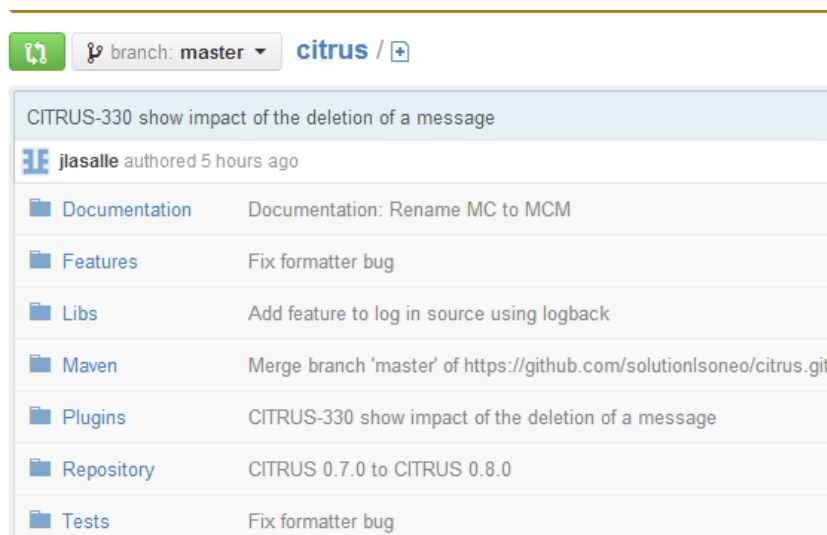 branch: master citrus /
CITRUS-330 show impact of the deletion of a message
jlasalle authored 5 hours ago
Documentation Documentation: Rename MC to MCM
Features Fix formatter bug
Libs Add feature to log in source using logback
Maven Merge branch 'master' of https://github.com/solutionlsoneo/citrus.git
Plugins CITRUS-330 show impact of the deletion of a message
Repository CITRUS 0.7.0 to CITRUS 0.8.0
Tests Fix formatter bug